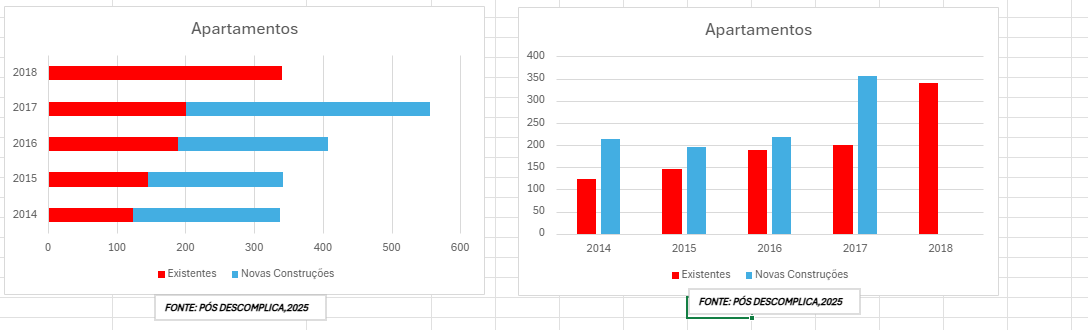 Apartamentos
2018
2017
2016
2015
2014
0 100 200 300 400 500 600
Existentes Novas Construções
FONTE: PÓS DESCOMPLICA,2025
Apartamentos
400
350
300
250
200
150
100
50
0
2014 2015 2016 2017 2018
Existentes Novas Construções
FONTE: PÓS DESCOMPLICA,2025